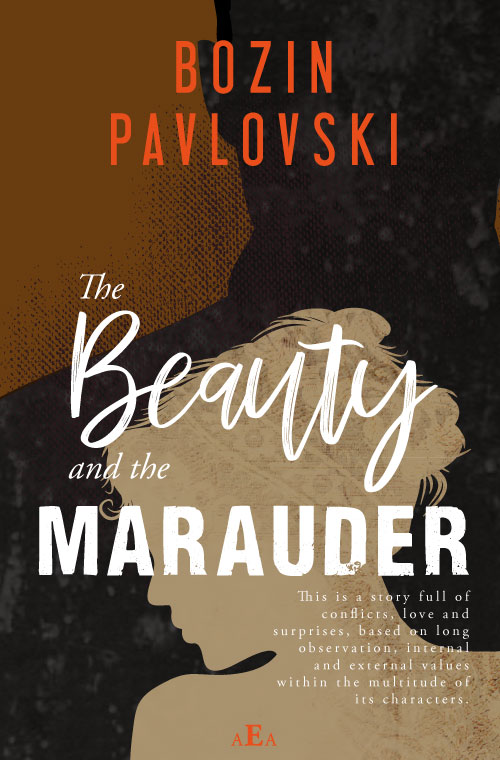 BOZIN
PAVLOVSKI
The
Beauty
and the
MARAUDER
This is a story full of
conflicts, love and
surprises, based on long
observation, internal
and external values
within the multitude of
its characters.
AEA